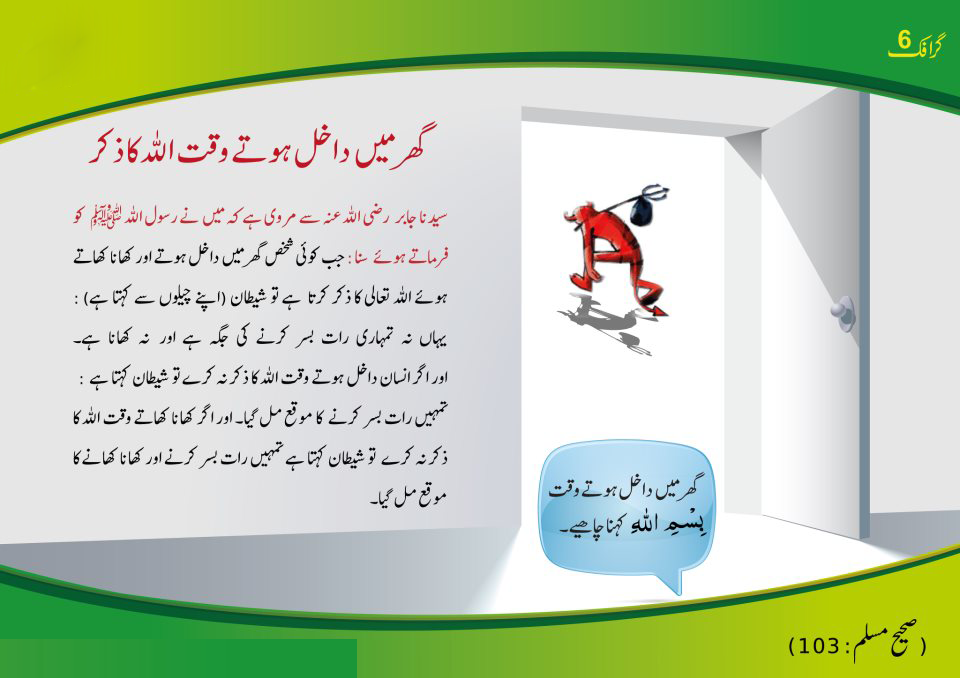 گرافک 6
گھر میں داخل ہوتے وقت اللہ کا ذکر
سیدنا جابر رضی اللہ عنہ سے مروی ہے کہ میں نے رسول اللہ ﷺ کو
فرماتے ہوئے سنا: جب کوئی شخص گھر میں داخل ہوتے اور کھانا کھاتے
ہوئے اللہ تعالی کا ذکر کرتا ہے تو شیطان (اپنے چیلوں سے کہتا ہے) :
یہاں نہ تمہاری رات بسر کرنے کی جگہ ہے اور نہ کھانا ہے۔
اور اگر انسان داخل ہوتے وقت اللہ کا ذکر نہ کرے تو شیطان کہتا ہے :
تمہیں رات بسر کرنے کا موقع مل گیا۔ اور اگر کھانا کھاتے وقت اللہ کا
ذکر نہ کرے تو شیطان کہتا ہے تمہیں رات بسر کرنے اور کھانا کھانے کا
موقع مل گیا۔
گھر میں داخل ہوتے وقت
بِسْمِ اللهِ کہنا چاھیے۔
(صحیح مسلم: 103)